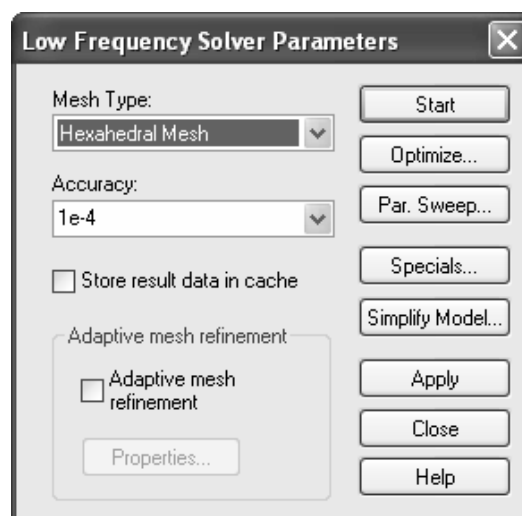 Low Frequency Solver Parameters
Mesh Type:
Hexahedral Mesh
Accuracy:
1e-4
Store result data in cache
Adaptive mesh refinement
Adaptive mesh
refinement
Properties...
Start
Optimize...
Par. Sweep...
Specials...
Simplify Model...
Apply
Close
Help